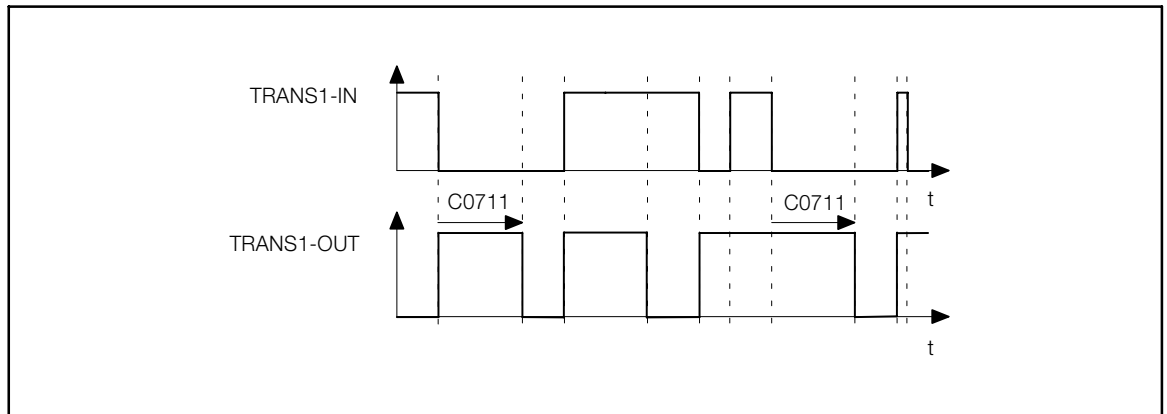 TRANS1-IN
t
C0711 C0711
TRANS1-OUT
t